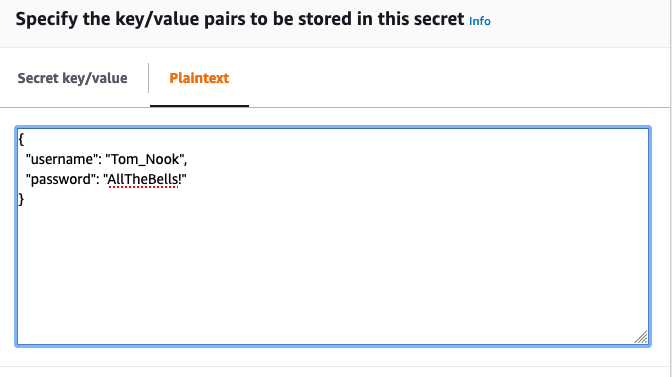 Specify the key/value pairs to be stored in this secret Info
Secret key/value Plaintext
{
"username": "Tom_Nook",
"password": "AllTheBells!"
}